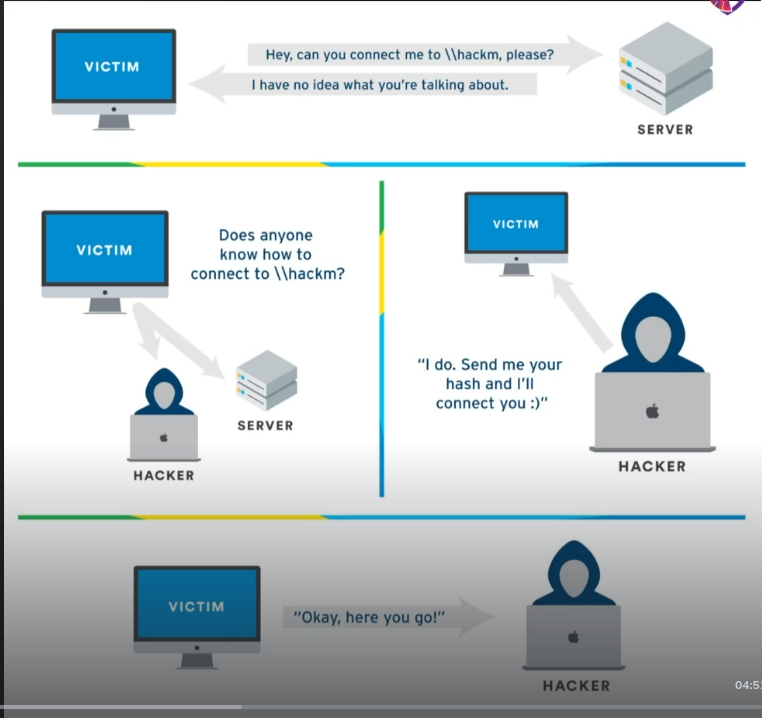 VICTIM
Hey, can you connect me to \\hackm, please?
I have no idea what you're talking about.
SERVER
VICTIM
Does anyone
know how to
connect to \\hackm?
HACKER
SERVER
VICTIM
"I do. Send me your
hash and I'll
connect you :)"
HACKER
VICTIM
"Okay, here you go!"
HACKER